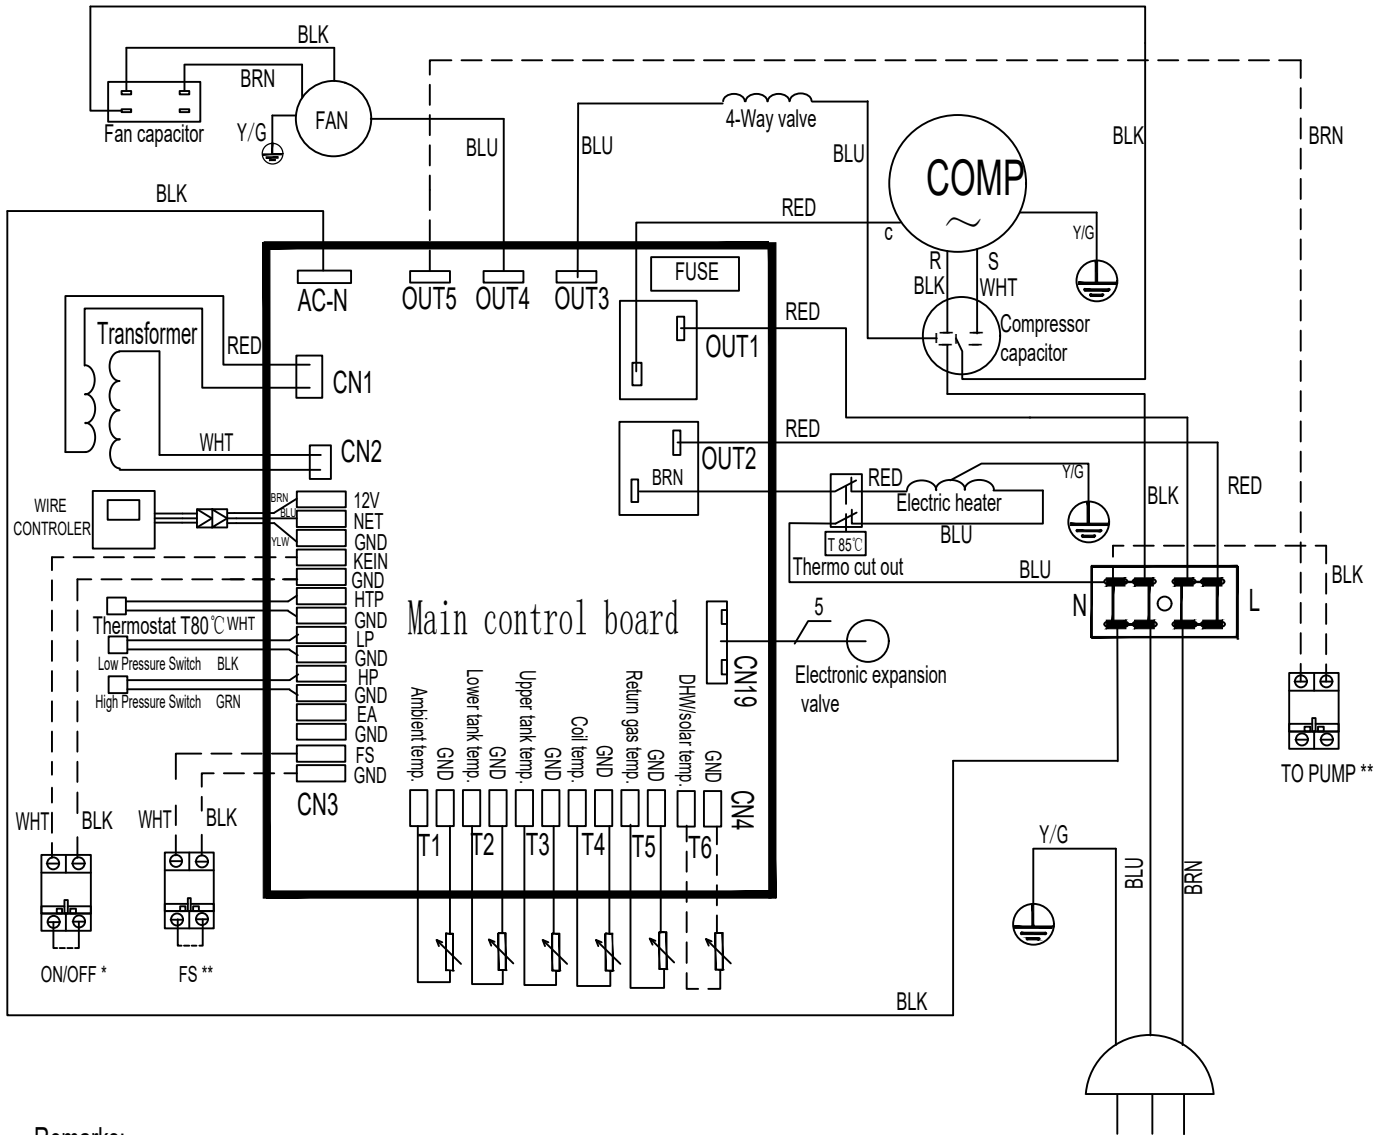 BLK
BRN
FAN
Fan capacitor
Y/G
BLU
BLU
4-Way valve
BLU
BLK
BRN
COMP
BLK
RED
c
R
S
Y/G
BLK
WHT
AC-N
OUT5
OUT4
OUT3
FUSE
Compressor
capacitor
Transformer
RED
CN1
OUT1
RED
WHT
CN2
OUT2
RED
BRN
RED
Electric heater
Y/G
BLU
BLK
RED
T 85℃
Thermo cut out
BLU
BLK
N
L
WIRE
CONTROLER
BRN
BLU
YLW
12V
NET
GND
KEIN
GND
HTP
GND
LP
GND
HP
GND
EA
GND
FS
GND
CN3
Thermostat T80℃ WHT
Low Pressure Switch BLK
High Pressure Switch GRN
Main control board
5
Electronic expansion
valve
CN19
Ambient temp.
GND
Lower tank temp.
GND
Upper tank temp.
GND
Coil temp.
GND
Return gas temp.
GND
DHW/solar temp.
GND
CN4
T1
T2
T3
T4
T5
T6
TO PUMP **
WHT
BLK
WHT
BLK
ON/OFF *
FS **
Y/G
BLU
BRN
BLK